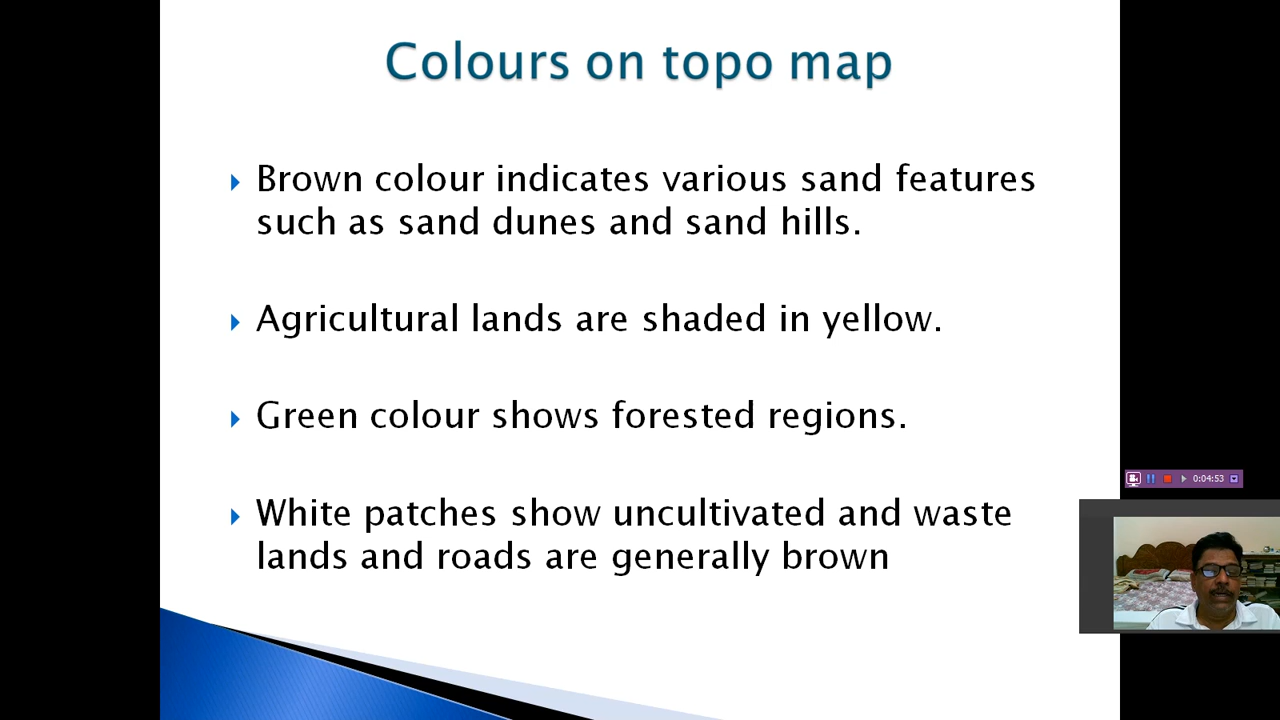 Colours on topo map
Brown colour indicates various sand features
such as sand dunes and sand hills.
Agricultural lands are shaded in yellow.
Green colour shows forested regions.
White patches show uncultivated and waste
lands and roads are generally brown
0:04:53